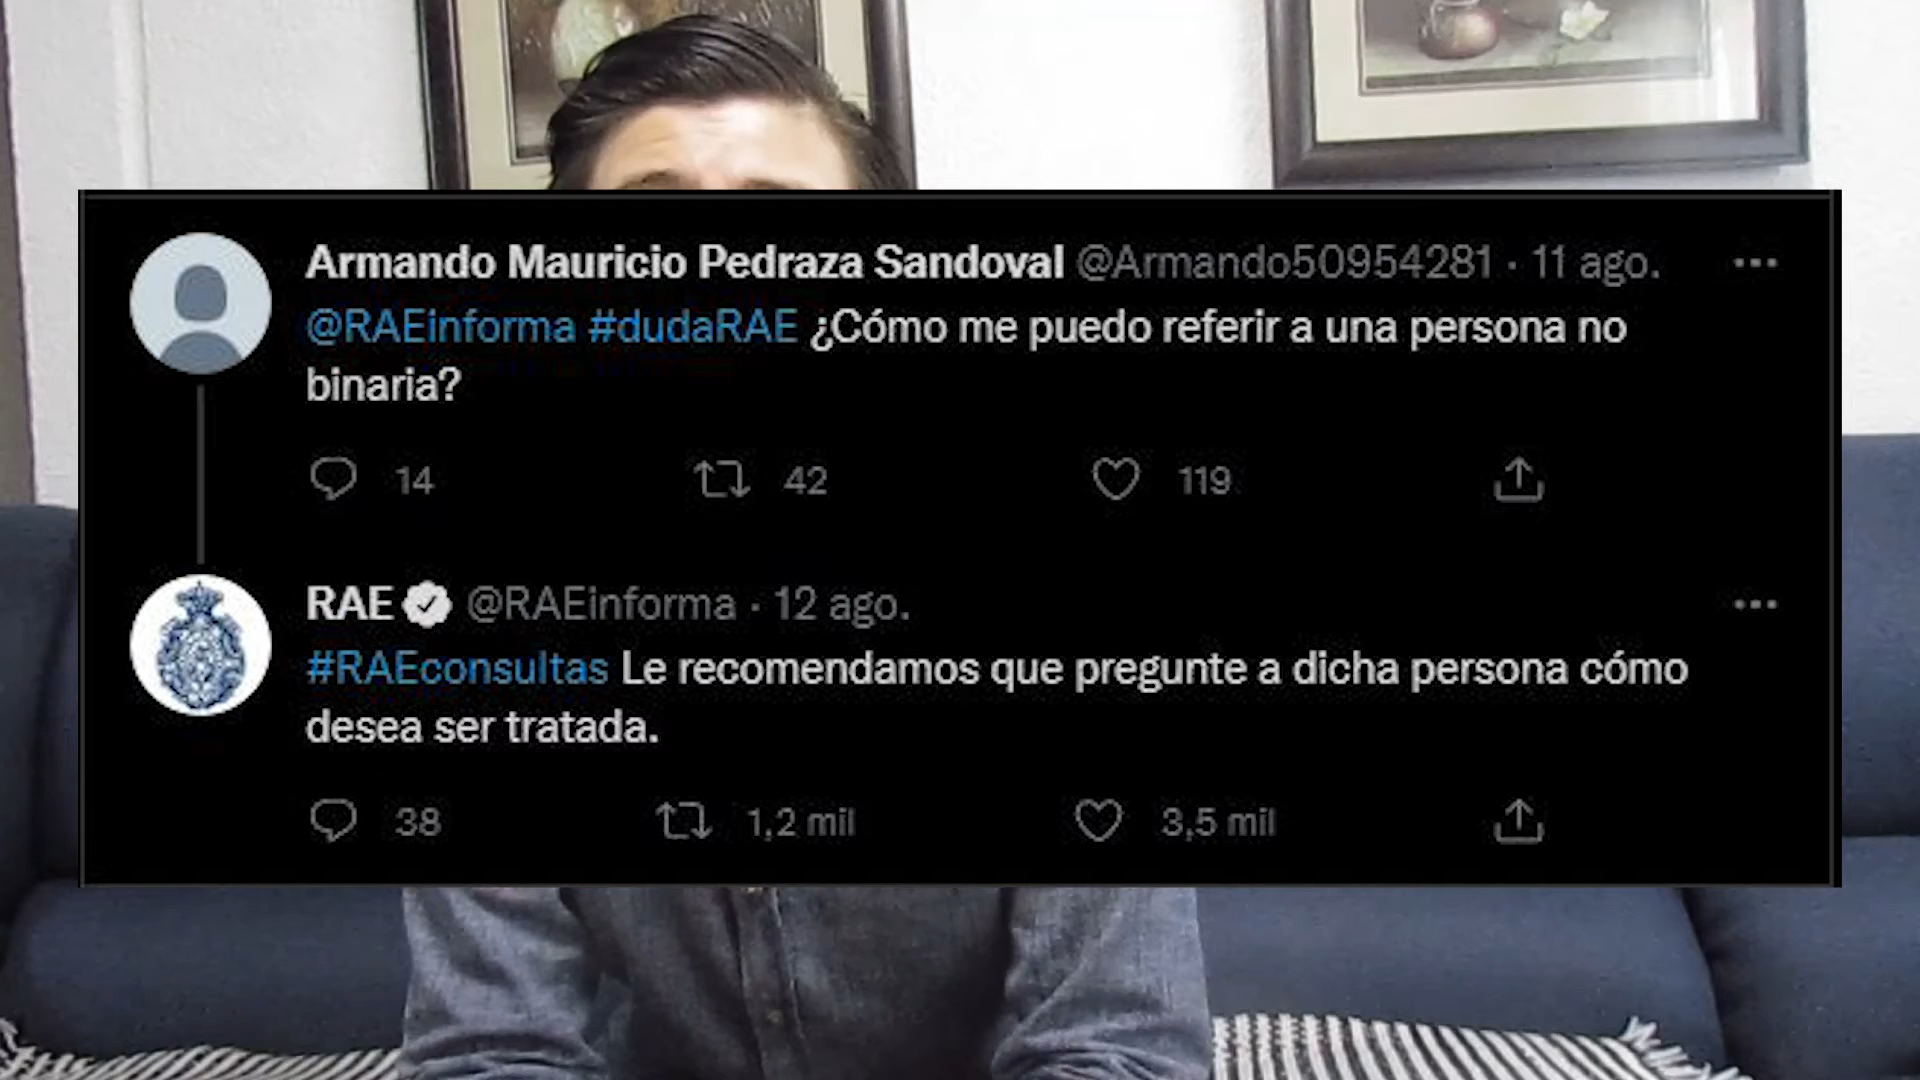 Armando Mauricio Pedraza Sandoval @Armando50954281 · 11 ago.
@RAEinforma #dudaRAE ¿Cómo me puedo referir a una persona no
binaria?
14 42 119
RAE @RAEinforma · 12 ago.
#RAEconsultas Le recomendamos que pregunte a dicha persona cómo
desea ser tratada.
38 1,2 mil 3,5 mil